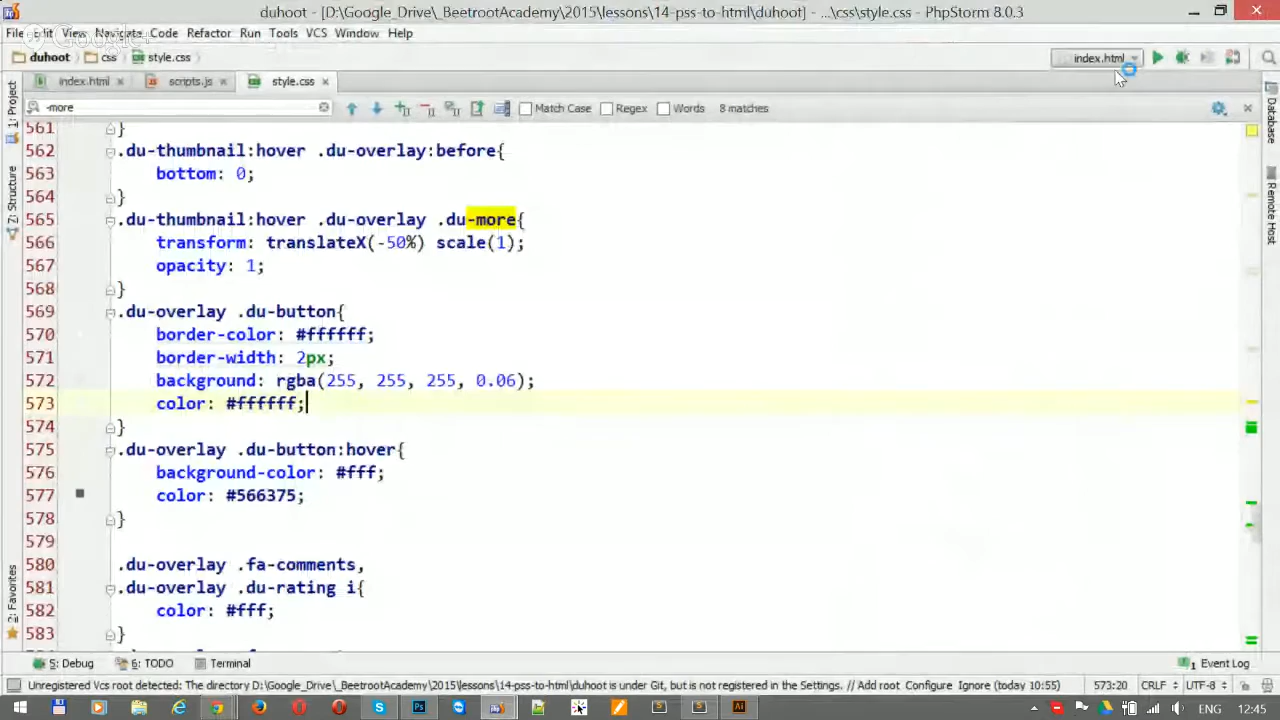 duhoot - [D:\Google_Drive\_BeetrootAcademy\2015\lessons\14-pss-to-html\duhoot] - ...\css\style.css - PhpStorm 8.0.3
File Edit View Navigate Code Refactor Run Tools VCS Window Help
duhoot css style.css index.html
index.html scripts.js style.css
-more Match Case Regex Words 8 matches
561 }
562 .du-thumbnail:hover .du-overlay:before{
563 bottom: 0;
564 }
565 .du-thumbnail:hover .du-overlay .du-more{
566 transform: translateX(-50%) scale(1);
567 opacity: 1;
568 }
569 .du-overlay .du-button{
570 border-color: #ffffff;
571 border-width: 2px;
572 background: rgba(255, 255, 255, 0.06);
573 color: #ffffff;
574 }
575 .du-overlay .du-button:hover{
576 background-color: #fff;
577 color: #566375;
578 }
579
580 .du-overlay .fa-comments,
581 .du-overlay .du-rating i{
582 color: #fff;
583 }
1: Project
Z: Structure
2: Favorites
Database
Remote Host
5: Debug 6: TODO Terminal 1 Event Log
Unregistered Vcs root detected: The directory D:\Google_Drive\_BeetrootAcademy\2015\lessons\14-pss-to-html\duhoot is under Git, but is not registered in the Settings. // Add root Configure Ignore (today 10:55) 573:20 CRLF UTF-8
ENG 12:45